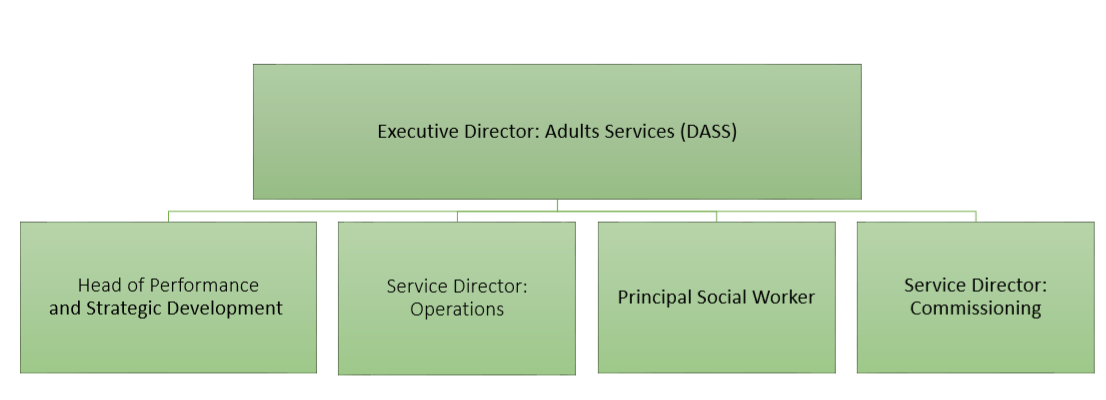 Executive Director: Adults Services (DASS)
Head of Performance
and Strategic Development
Service Director:
Operations
Principal Social Worker
Service Director:
Commissioning